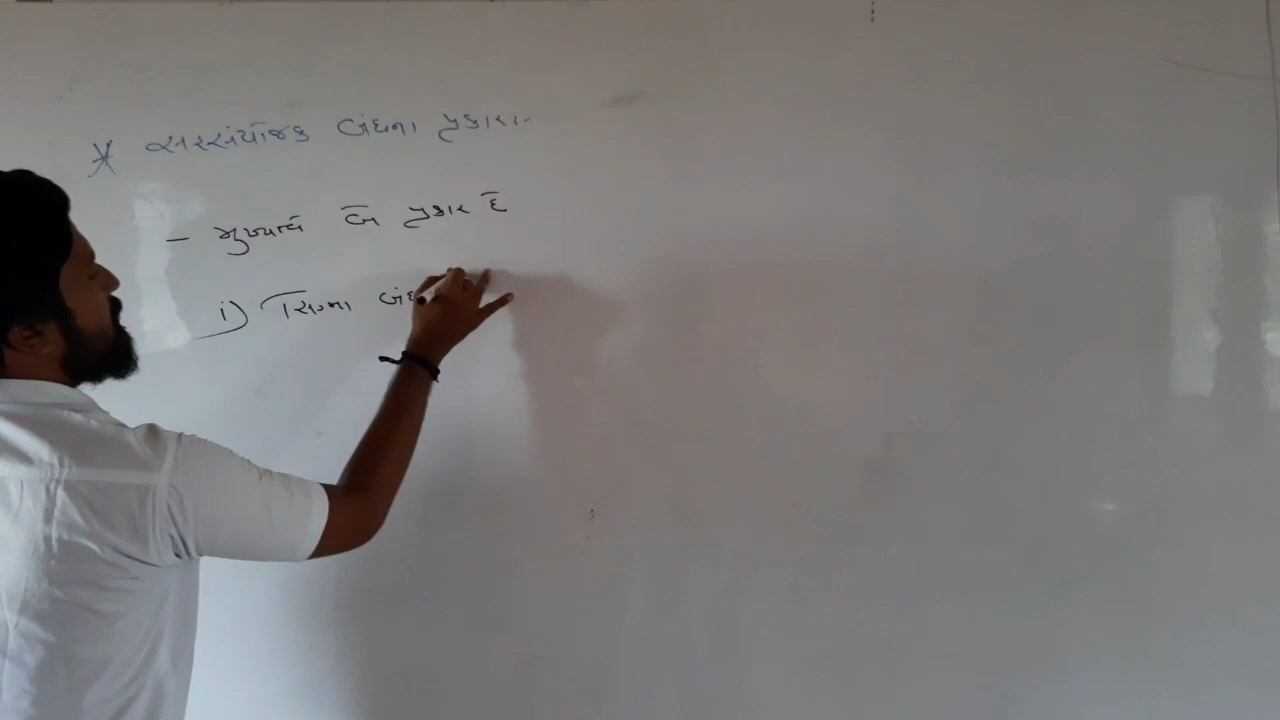 * સહસંયોજક બંધના પ્રકારો.
- મુખ્યત્વે બે પ્રકાર છે
i) સિગ્મા બંધ